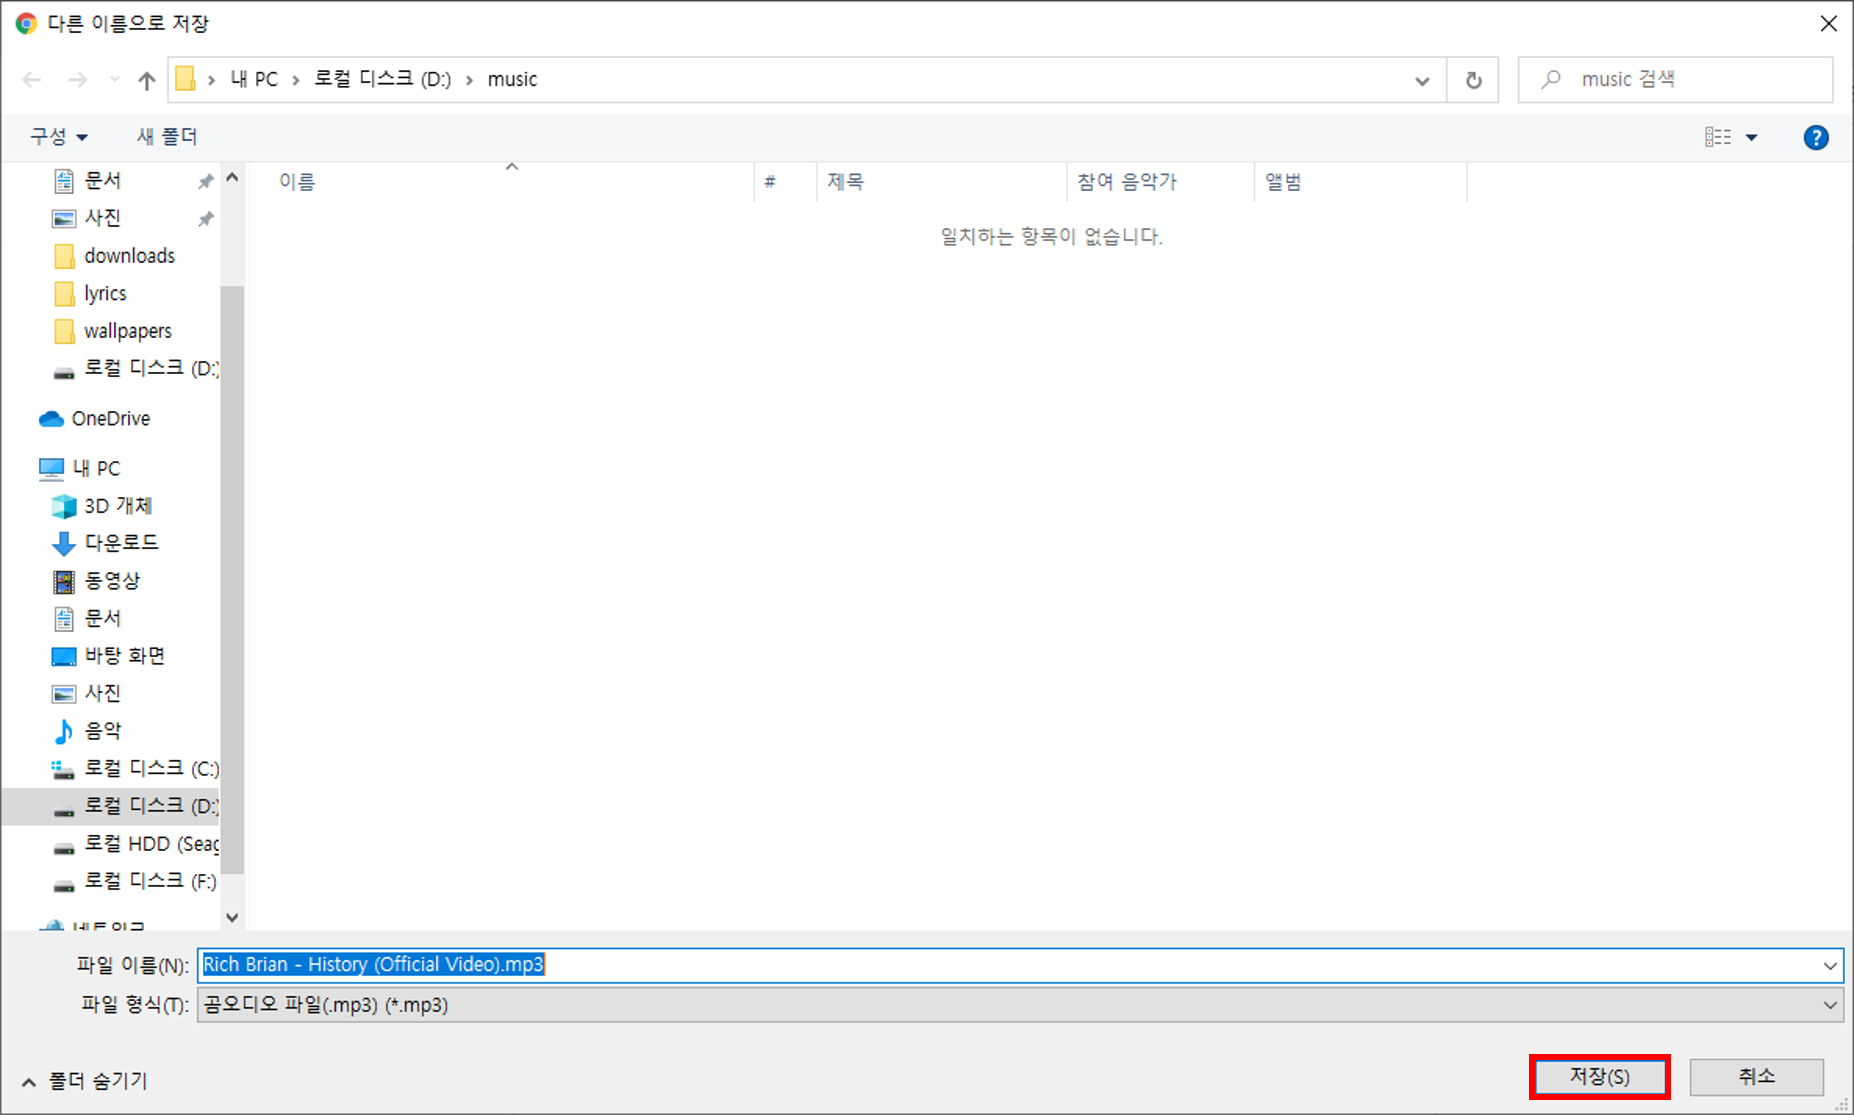 다른 이름으로 저장
내 PC › 로컬 디스크 (D:) › music
music 검색
구성
새 폴더
문서
사진
downloads
lyrics
wallpapers
로컬 디스크 (D:)
OneDrive
내 PC
3D 개체
다운로드
동영상
문서
바탕 화면
사진
음악
로컬 디스크 (C:)
로컬 디스크 (D:)
로컬 HDD (Seag
로컬 디스크 (F:)
네트워크
이름 # 제목 참여 음악가 앨범
일치하는 항목이 없습니다.
파일 이름(N): Rich Brian - History (Official Video).mp3
파일 형식(T): 곰오디오 파일(.mp3) (*.mp3)
폴더 숨기기
저장(S)
취소